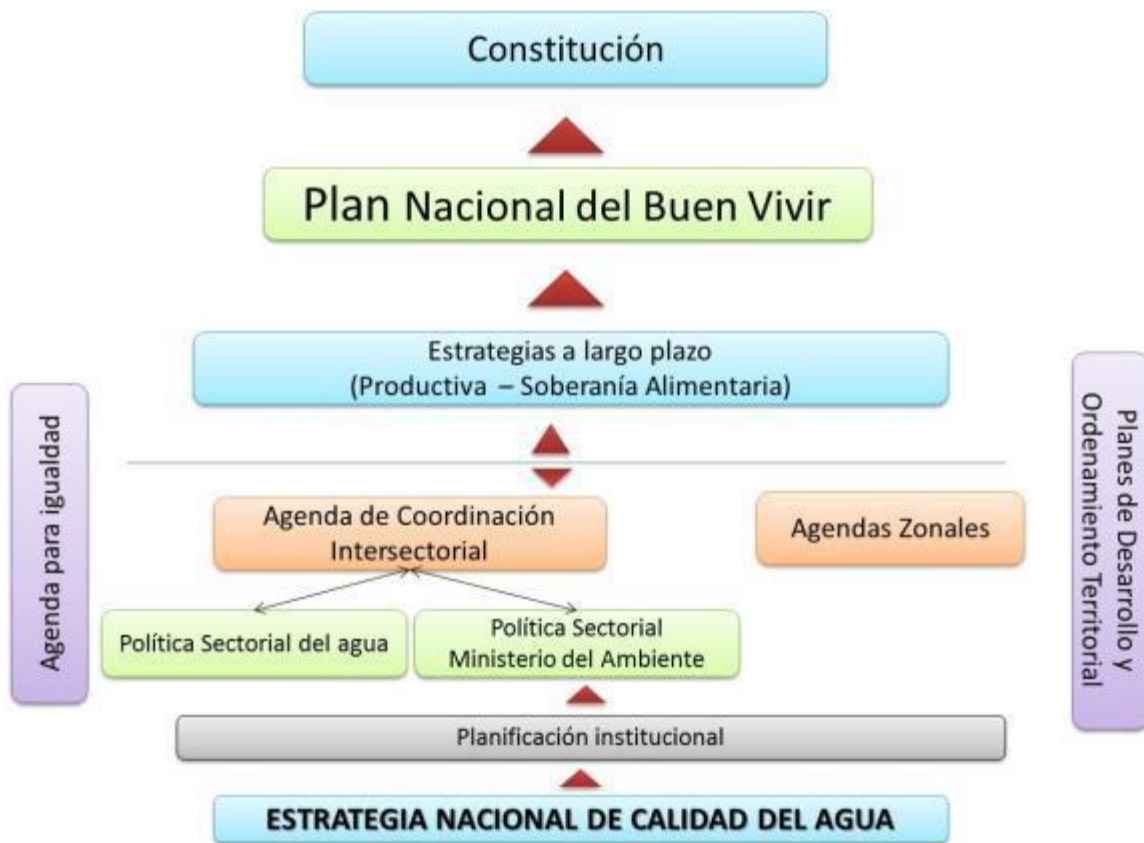 Constitución
Plan Nacional del Buen Vivir
Estrategias a largo plazo
(Productiva – Soberanía Alimentaria)
Agenda para igualdad
Planes de Desarrollo y
Ordenamiento Territorial
Agenda de Coordinación
Intersectorial
Agendas Zonales
Política Sectorial del agua
Política Sectorial
Ministerio del Ambiente
Planificación institucional
ESTRATEGIA NACIONAL DE CALIDAD DEL AGUA